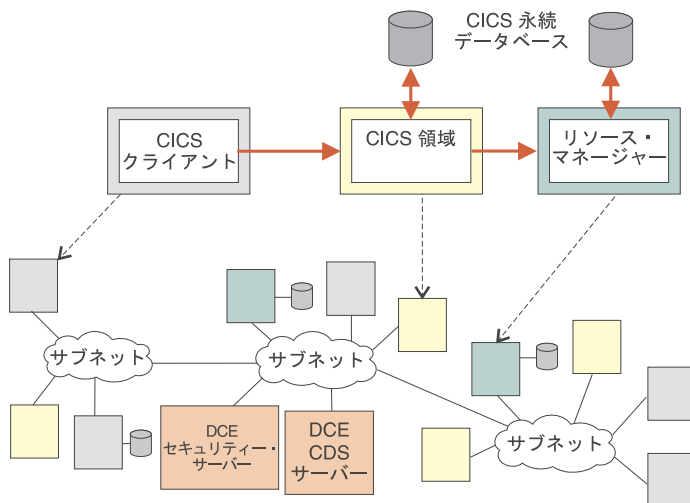 CICS 永続
データベース
CICS
クライアント
CICS 領域
リソース・
マネージャー
サブネット
サブネット
サブネット
DCE
セキュリティー・
サーバー
DCE
CDS
サーバー